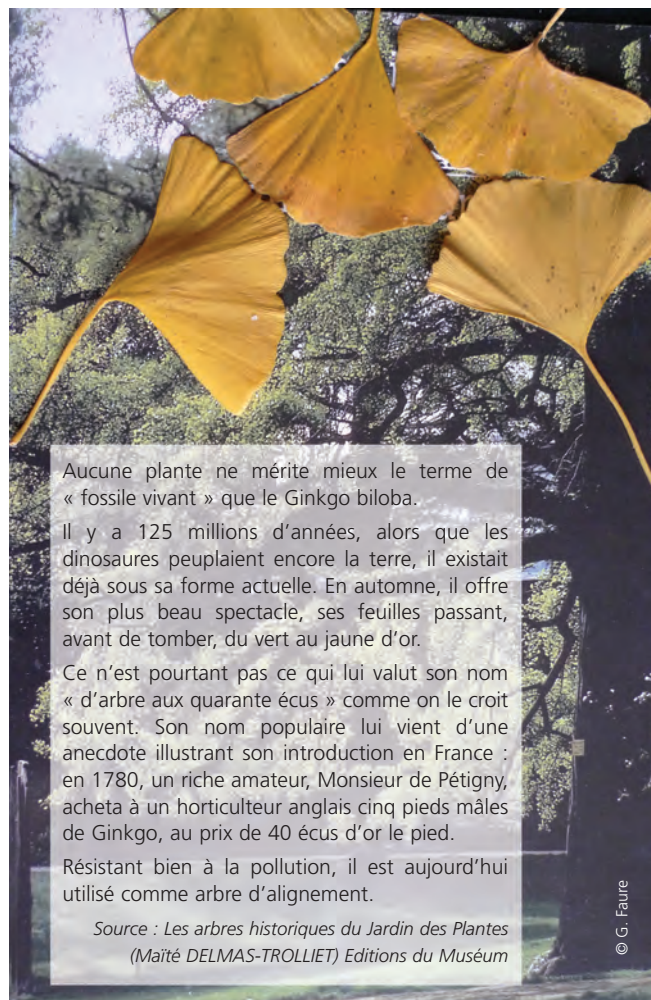 Aucune plante ne mérite mieux le terme de
« fossile vivant » que le Ginkgo biloba.
Il y a 125 millions d’années, alors que les
dinosaures peuplaient encore la terre, il existait
déjà sous sa forme actuelle. En automne, il offre
son plus beau spectacle, ses feuilles passant,
avant de tomber, du vert au jaune d’or.
Ce n’est pourtant pas ce qui lui valut son nom
« d’arbre aux quarante écus » comme on le croit
souvent. Son nom populaire lui vient d’une
anecdote illustrant son introduction en France :
en 1780, un riche amateur, Monsieur de Pétigny,
acheta à un horticulteur anglais cinq pieds mâles
de Ginkgo, au prix de 40 écus d’or le pied.
Résistant bien à la pollution, il est aujourd’hui
utilisé comme arbre d’alignement.
Source : Les arbres historiques du Jardin des Plantes
(Maïté DELMAS-TROLLIET) Editions du Muséum
© G. Faure